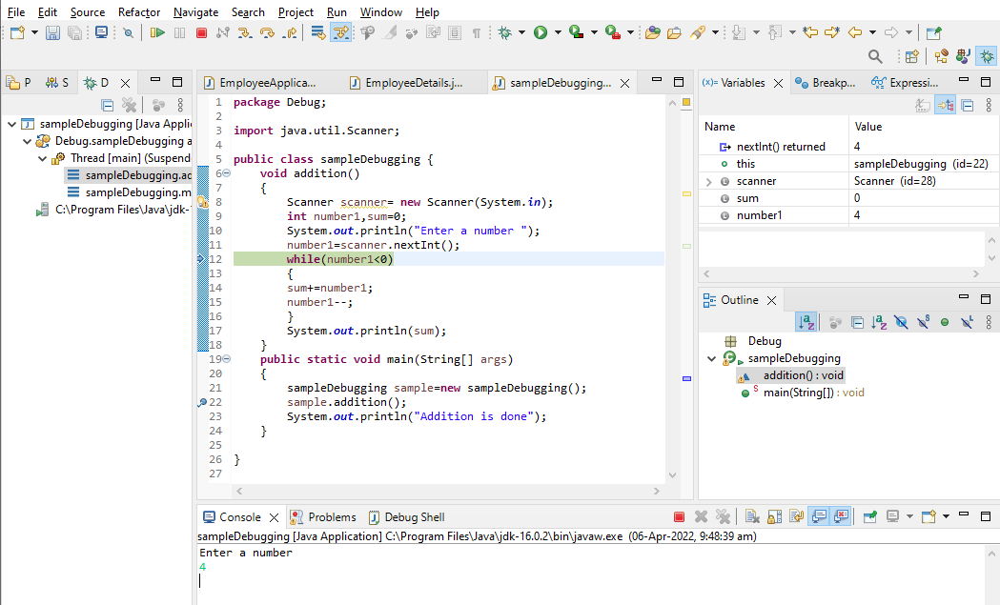 File Edit Source Refactor Navigate Search Project Run Window Help
P S D
sampleDebugging [Java Appli
Debug.sampleDebugging a
Thread [main] (Suspend
sampleDebugging.ad
sampleDebugging.m
C:\Program Files\Java\jdk-
EmployeeApplica... EmployeeDetails.j... sampleDebugging...
1 package Debug;
2
3 import java.util.Scanner;
4
5 public class sampleDebugging {
6 void addition()
7 {
8 Scanner scanner= new Scanner(System.in);
9 int number1,sum=0;
10 System.out.println("Enter a number ");
11 number1=scanner.nextInt();
12 while(number1<0)
13 {
14 sum+=number1;
15 number1--;
16 }
17 System.out.println(sum);
18 }
19 public static void main(String[] args)
20 {
21 sampleDebugging sample=new sampleDebugging();
22 sample.addition();
23 System.out.println("Addition is done");
24 }
25
26 }
27
(x)= Variables Breakp... Expressi...
Name Value
nextInt() returned 4
this sampleDebugging (id=22)
scanner Scanner (id=28)
sum 0
number1 4
Outline
Debug
sampleDebugging
addition() : void
main(String[]) : void
Console Problems Debug Shell
sampleDebugging [Java Application] C:\Program Files\Java\jdk-16.0.2\bin\javaw.exe (06-Apr-2022, 9:48:39 am)
Enter a number
4